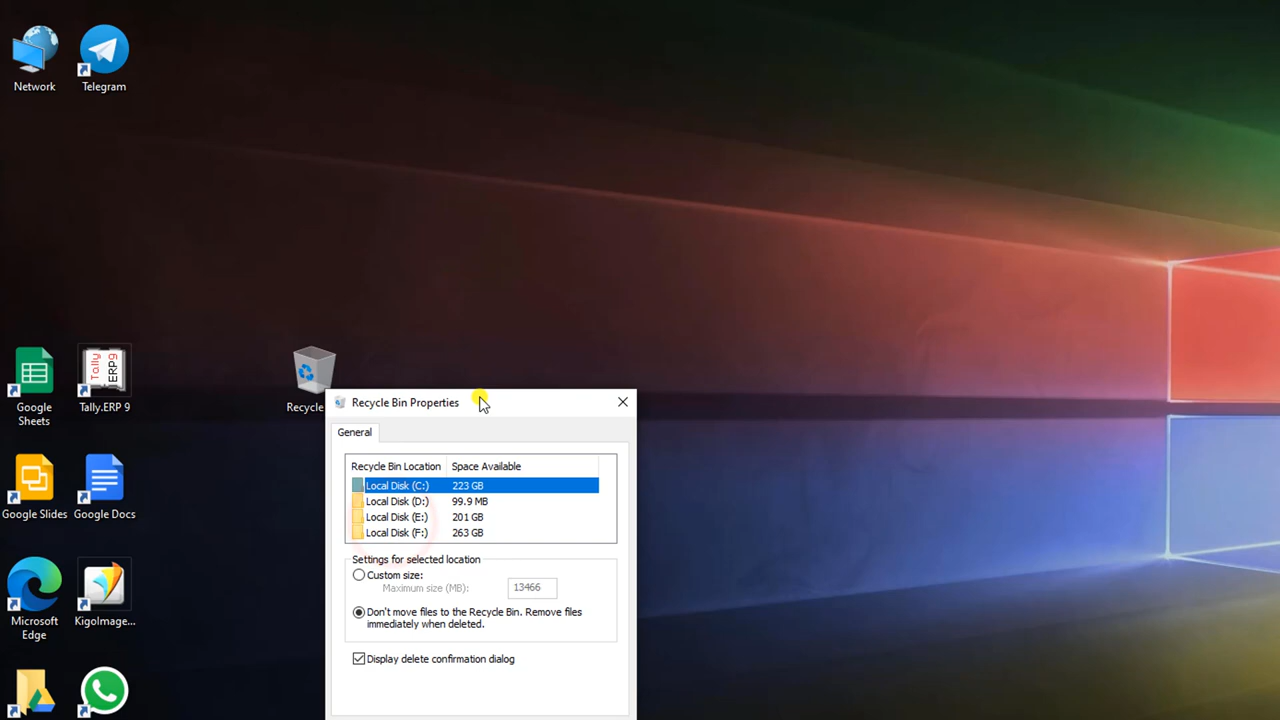 Network
Telegram
Google
Sheets
Tally
ERP9
Tally.ERP 9
Recycle
Google Slides
Google Docs
Microsoft
Edge
KigoImage...
Recycle Bin Properties
General
Recycle Bin Location Space Available
Local Disk (C:) 223 GB
Local Disk (D:) 99.9 MB
Local Disk (E:) 201 GB
Local Disk (F:) 263 GB
Settings for selected location
Custom size:
Maximum size (MB): 13466
Don't move files to the Recycle Bin. Remove files
immediately when deleted.
Display delete confirmation dialog